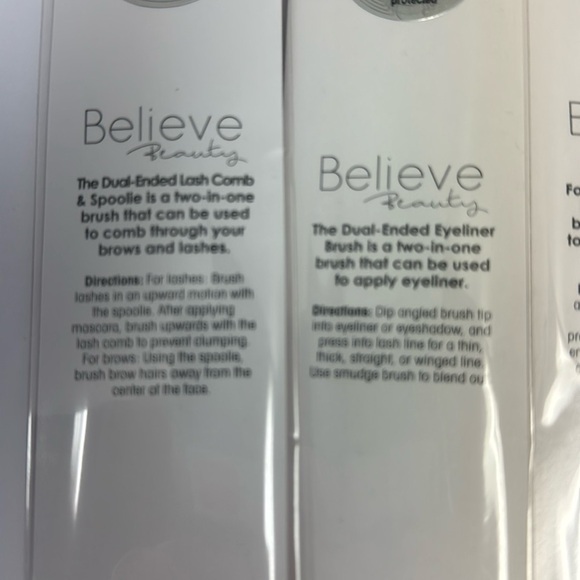 protected
Believe
Beauty
The Dual-Ended Lash Comb
& Spoolie is a two-in-one
brush that can be used
to comb through your
brows and lashes.
Directions: For lashes: Brush
lashes in an upward motion with
the spoolie. After applying
mascara, brush upwards with the
lash comb to prevent clumping.
For brows: Using the spoolie,
brush brow hairs away from the
center of the face.
Believe
Beauty
The Dual-Ended Eyeliner
Brush is a two-in-one
brush that can be used
to apply eyeliner.
Directions: Dip angled brush tip
into eyeliner or eyeshadow, and
press into lash line for a thin,
thick, straight, or winged line.
Use smudge brush to blend ou